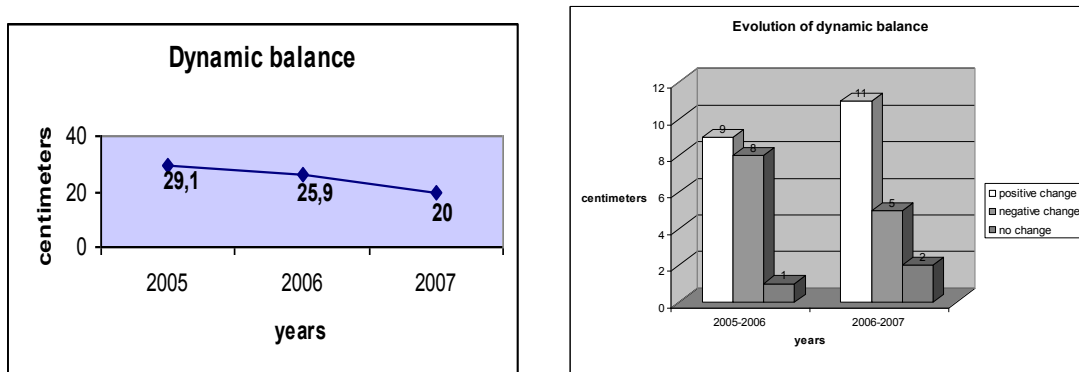 Dynamic balance
40
20
0
centimeters
29,1
25,9
20
2005
2006
2007
years
Evolution of dynamic balance
12
10
8
6
4
2
0
centimeters
9
8
1
11
5
2
2005-2006
2006-2007
years
positive change
negative change
no change